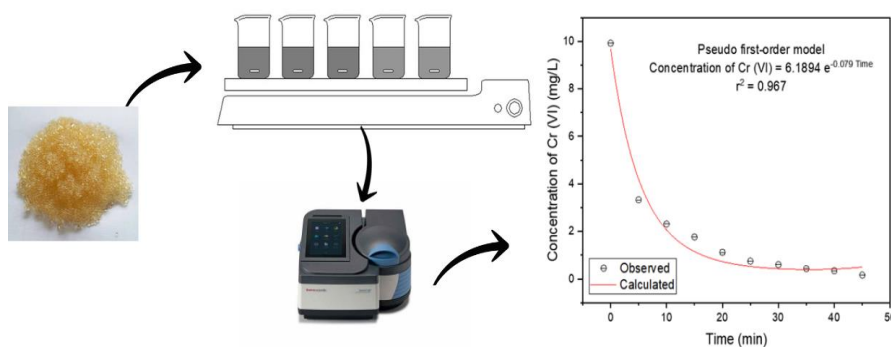 Pseudo first-order model
Concentration of Cr (VI) = 6.1894 e^-0.079 Time
r² = 0.967
Concentration of Cr (VI) (mg/L)
10
8
6
4
2
0
Observed
Calculated
0 10 20 30 40 50
Time (min)